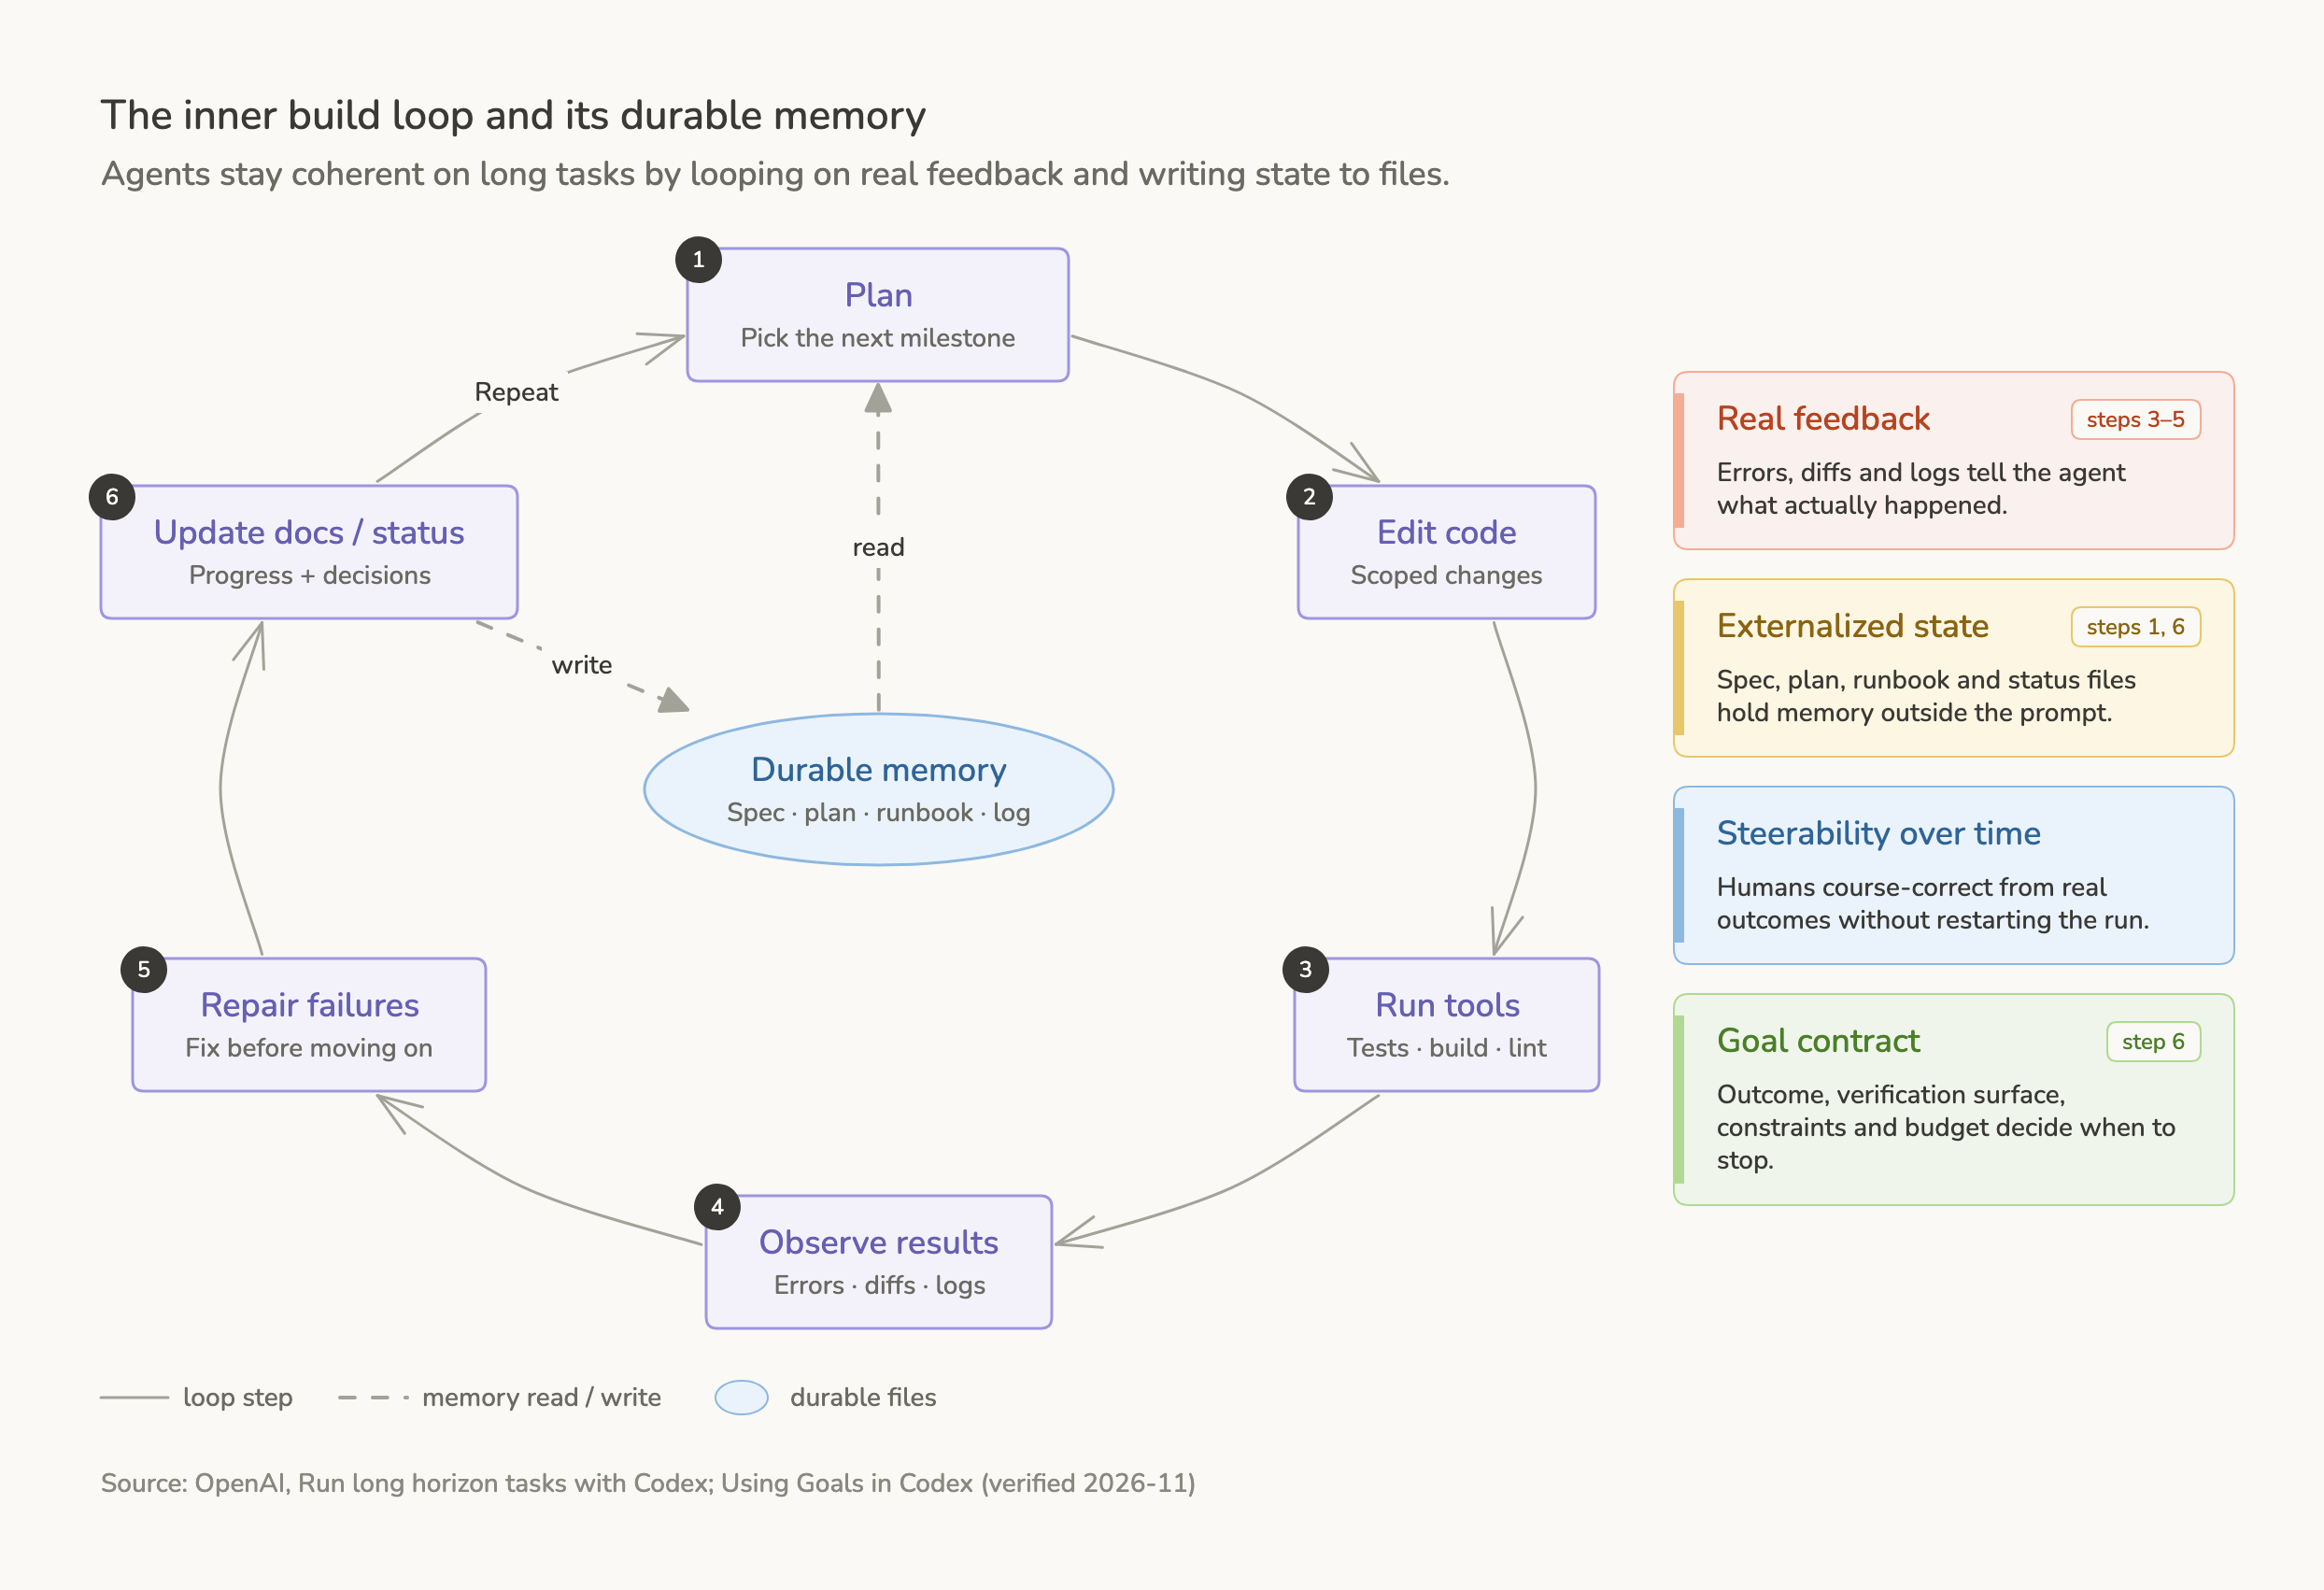 The inner build loop and its durable memory
Agents stay coherent on long tasks by looping on real feedback and writing state to files.
1
Plan
Pick the next milestone
Repeat
6
Update docs / status
Progress + decisions
read
2
Edit code
Scoped changes
write
Durable memory
Spec · plan · runbook · log
5
Repair failures
Fix before moving on
3
Run tools
Tests · build · lint
4
Observe results
Errors · diffs · logs
Real feedback
steps 3–5
Errors, diffs and logs tell the agent
what actually happened.
Externalized state
steps 1, 6
Spec, plan, runbook and status files
hold memory outside the prompt.
Steerability over time
Humans course-correct from real
outcomes without restarting the run.
Goal contract
step 6
Outcome, verification surface,
constraints and budget decide when to
stop.
loop step
memory read / write
durable files
Source: OpenAI, Run long horizon tasks with Codex; Using Goals in Codex (verified 2026-11)